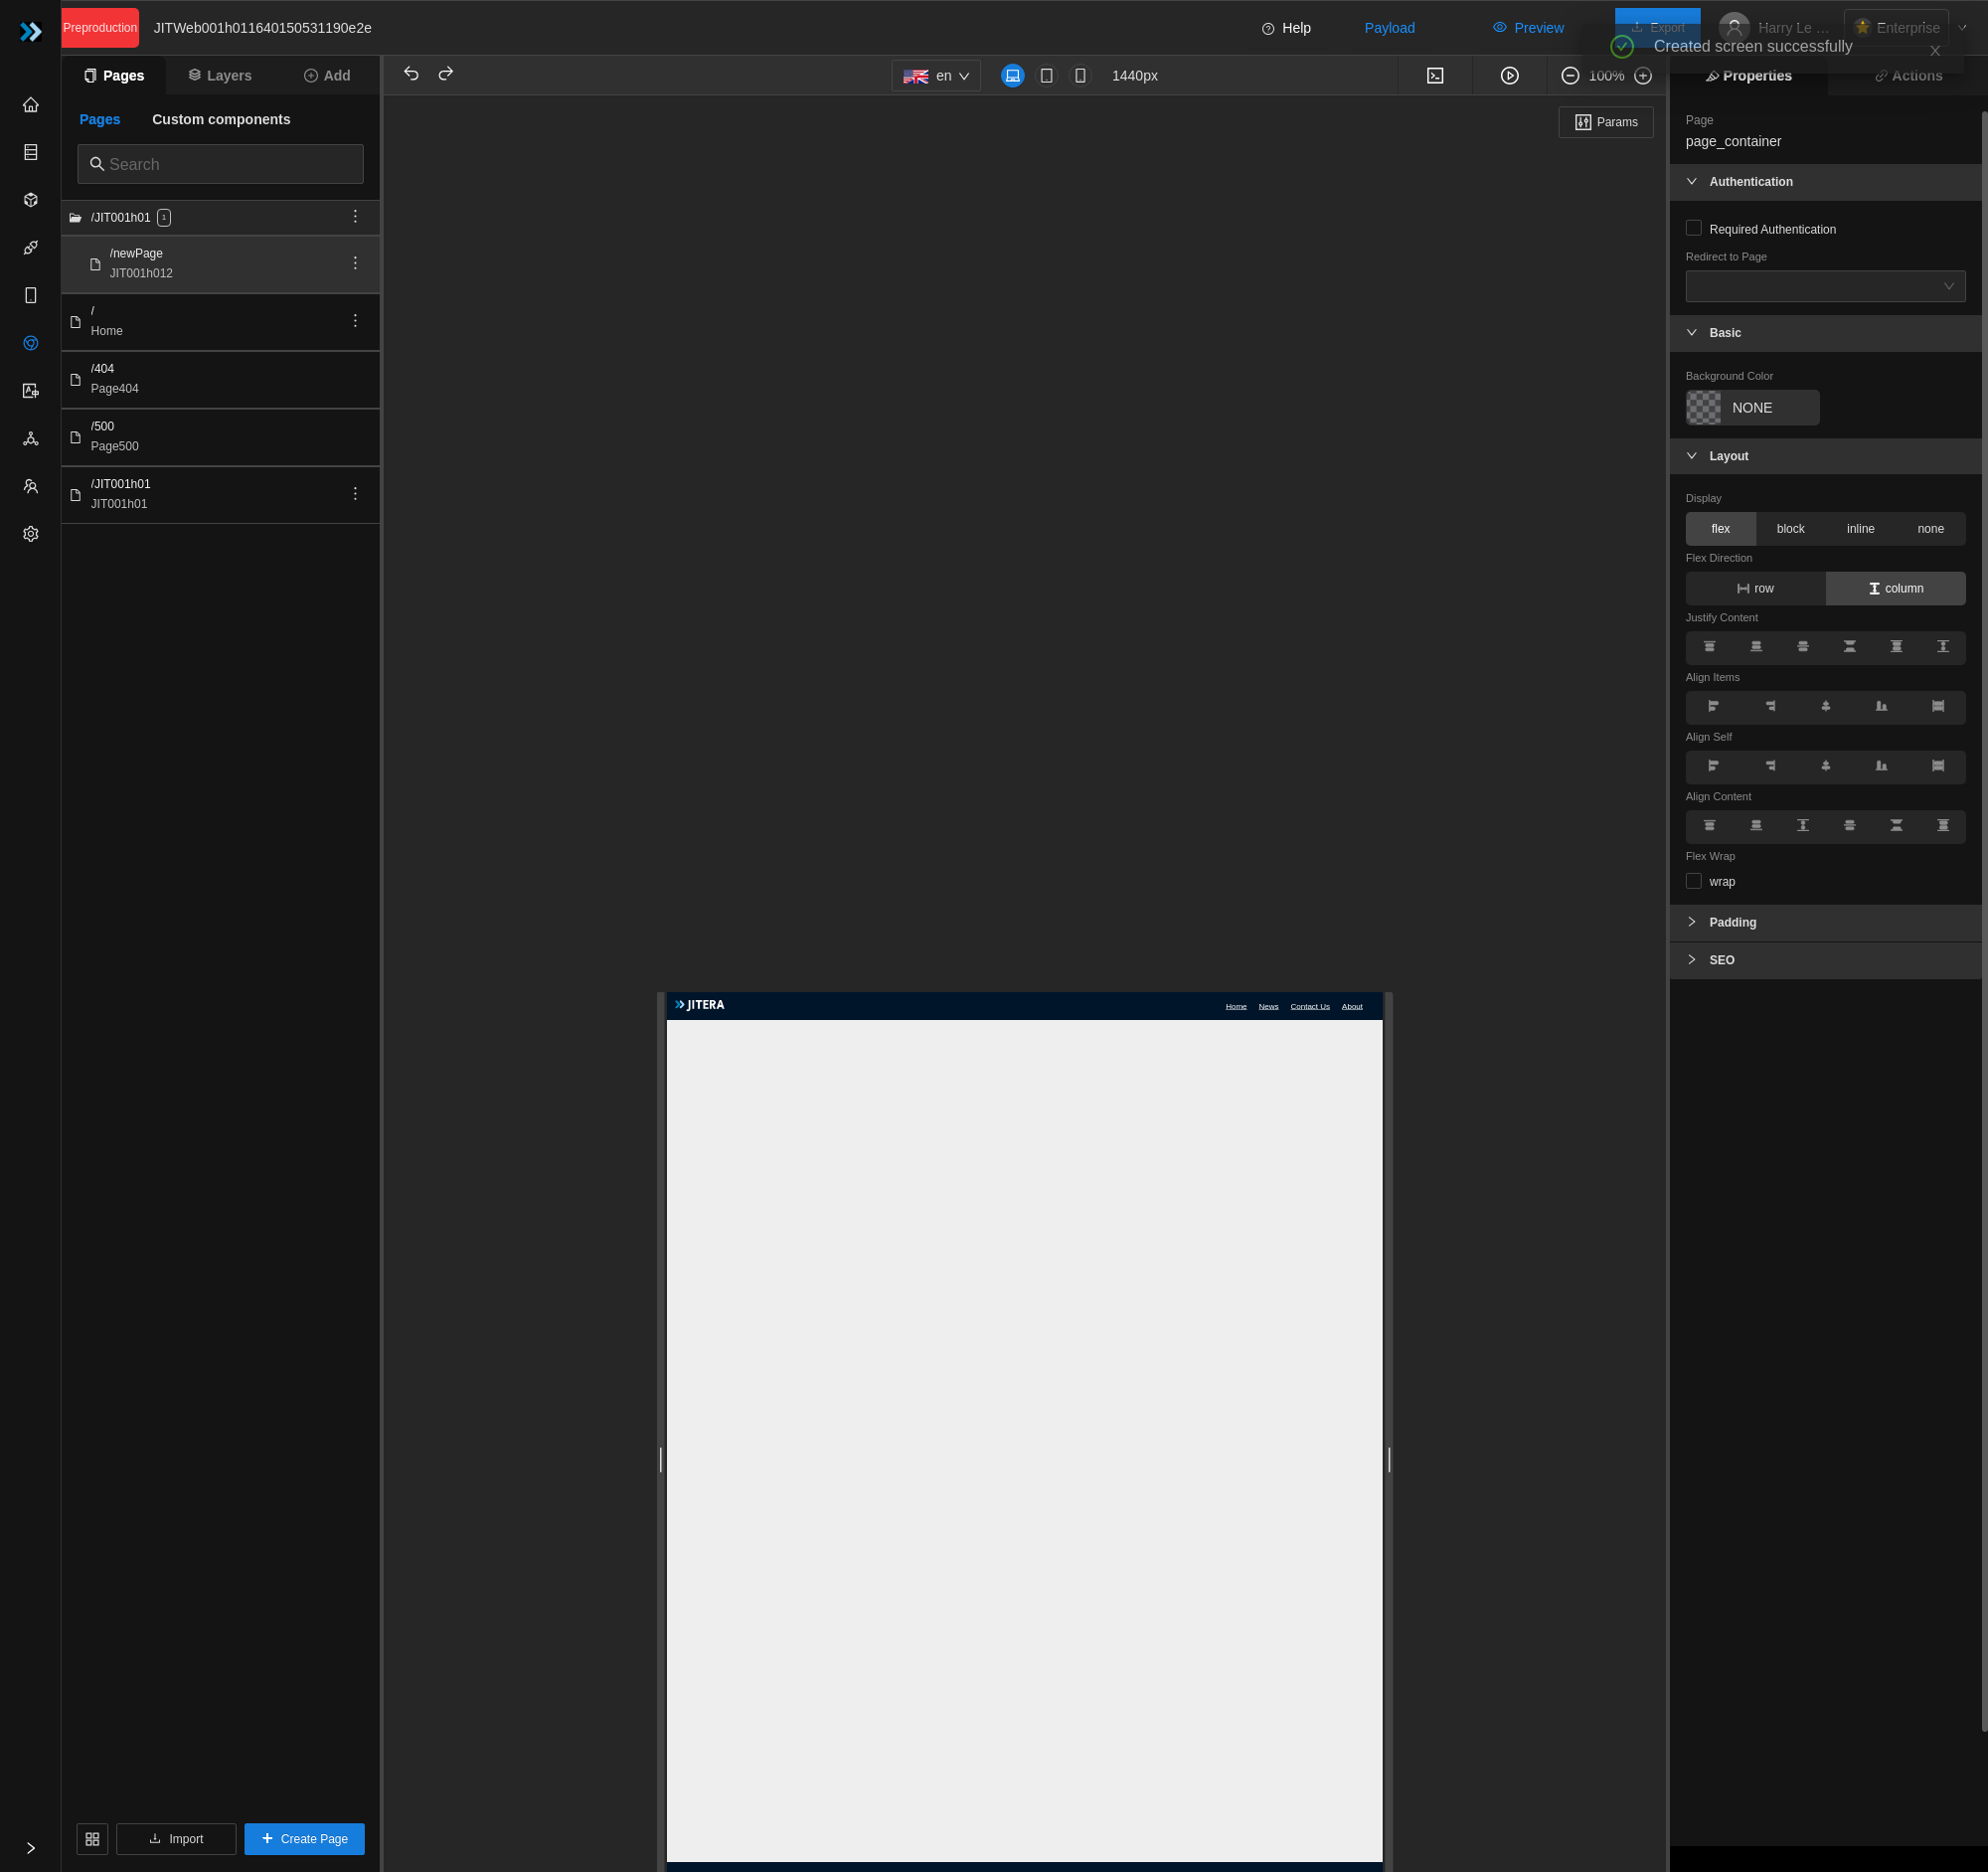 Preproduction
JITWeb001h011640150531190e2e
Help
Payload
Preview
Export
Harry Le ...
Enterprise
Created screen successfully
X
Pages
Layers
Add
en
1440px
100%
Properties
Actions
Pages
Custom components
Search
Params
/JIT001h01
1
/newPage
JIT001h012
/
Home
/404
Page404
/500
Page500
/JIT001h01
JIT001h01
JITERA
Home
News
Contact Us
About
Page
page_container
Authentication
Required Authentication
Redirect to Page
Basic
Background Color
NONE
Layout
Display
flex
block
inline
none
Flex Direction
row
column
Justify Content
Align Items
Align Self
Align Content
Flex Wrap
wrap
Padding
SEO
Import
Create Page